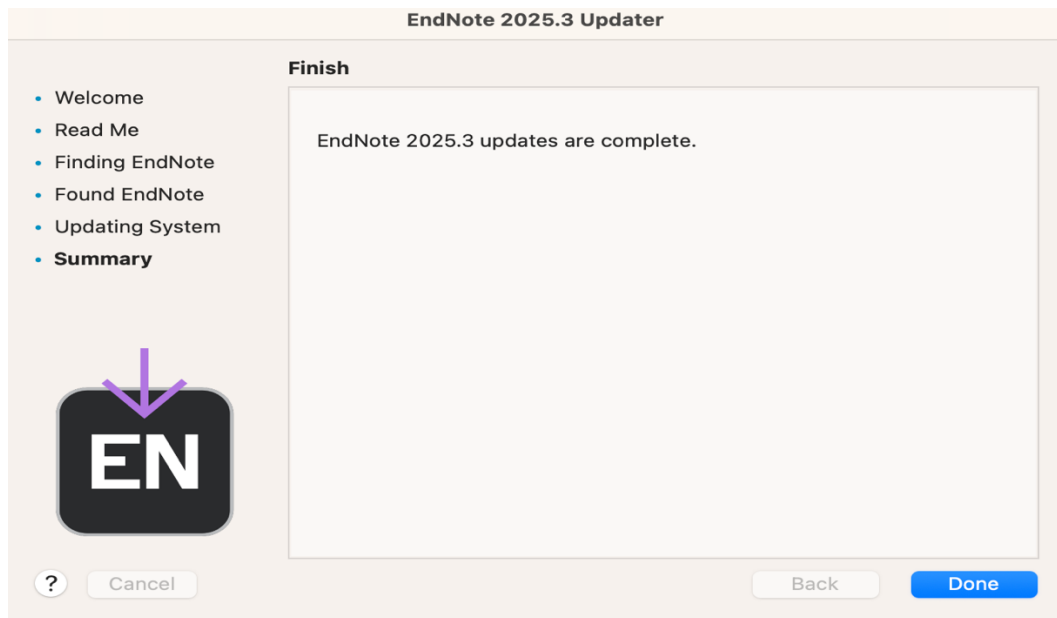 EndNote 2025.3 Updater
Finish
Welcome
Read Me
Finding EndNote
Found EndNote
Updating System
Summary
EndNote 2025.3 updates are complete.
EN
?
Cancel
Back
Done